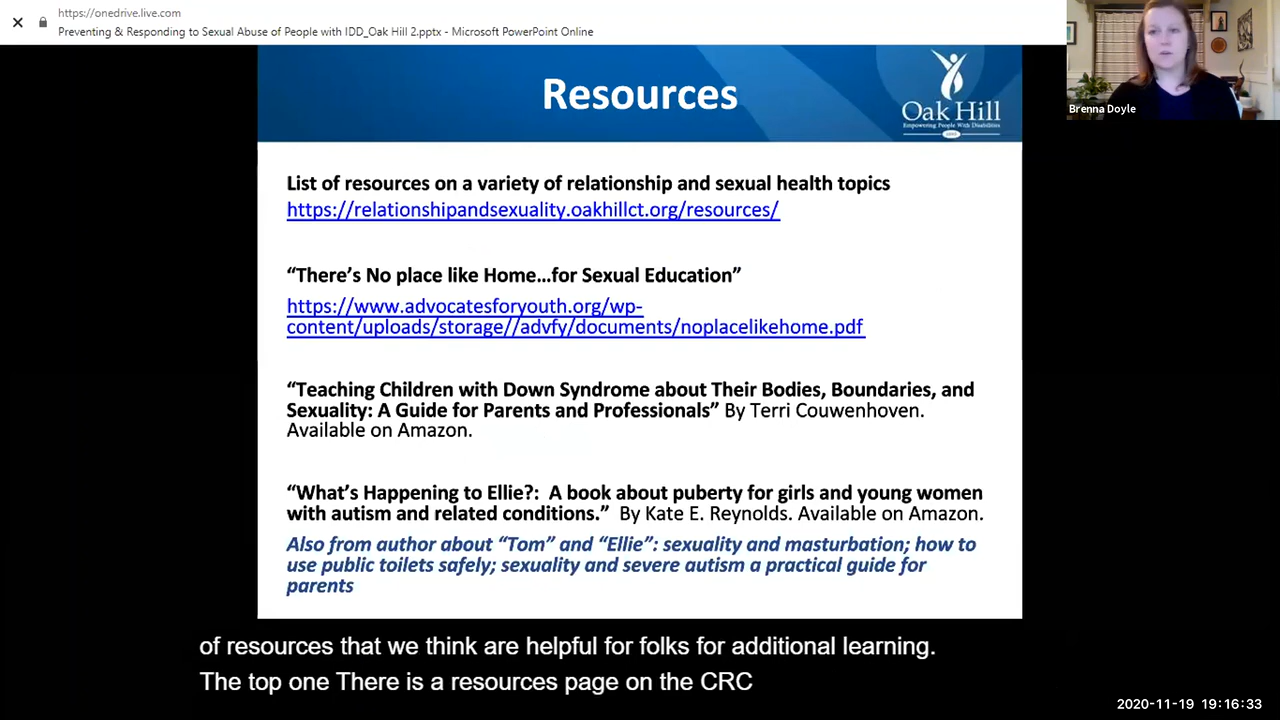 https://onedrive.live.com
Preventing & Responding to Sexual Abuse of People with IDD_Oak Hill 2.pptx - Microsoft PowerPoint Online
Brenna Doyle
Resources
Oak Hill
Empowering People With Disabilities
List of resources on a variety of relationship and sexual health topics
https://relationshipandsexuality.oakhillct.org/resources/
“There’s No place like Home…for Sexual Education”
https://www.advocatesforyouth.org/wp-
content/uploads/storage//advfy/documents/noplacelikehome.pdf
“Teaching Children with Down Syndrome about Their Bodies, Boundaries, and
Sexuality: A Guide for Parents and Professionals” By Terri Couwenhoven.
Available on Amazon.
“What’s Happening to Ellie?:  A book about puberty for girls and young women
with autism and related conditions.”  By Kate E. Reynolds. Available on Amazon.
Also from author about “Tom” and “Ellie”: sexuality and masturbation; how to
use public toilets safely; sexuality and severe autism a practical guide for
parents
of resources that we think are helpful for folks for additional learning.
The top one There is a resources page on the CRC
2020-11-19 19:16:33